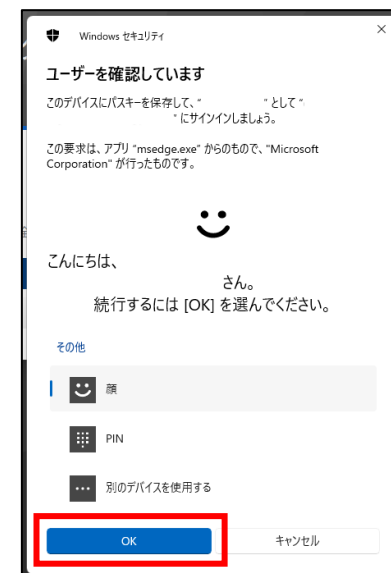 Windows セキュリティ
ユーザーを確認しています
このデバイスにパスキーを保存して、" " として "
" にサインインしましょう。
この要求は、アプリ "msedge.exe" からのもので、"Microsoft
Corporation" が行ったものです。
こんにちは、
さん。
続行するには [OK] を選んでください。
その他
顔
PIN
別のデバイスを使用する
OK
キャンセル